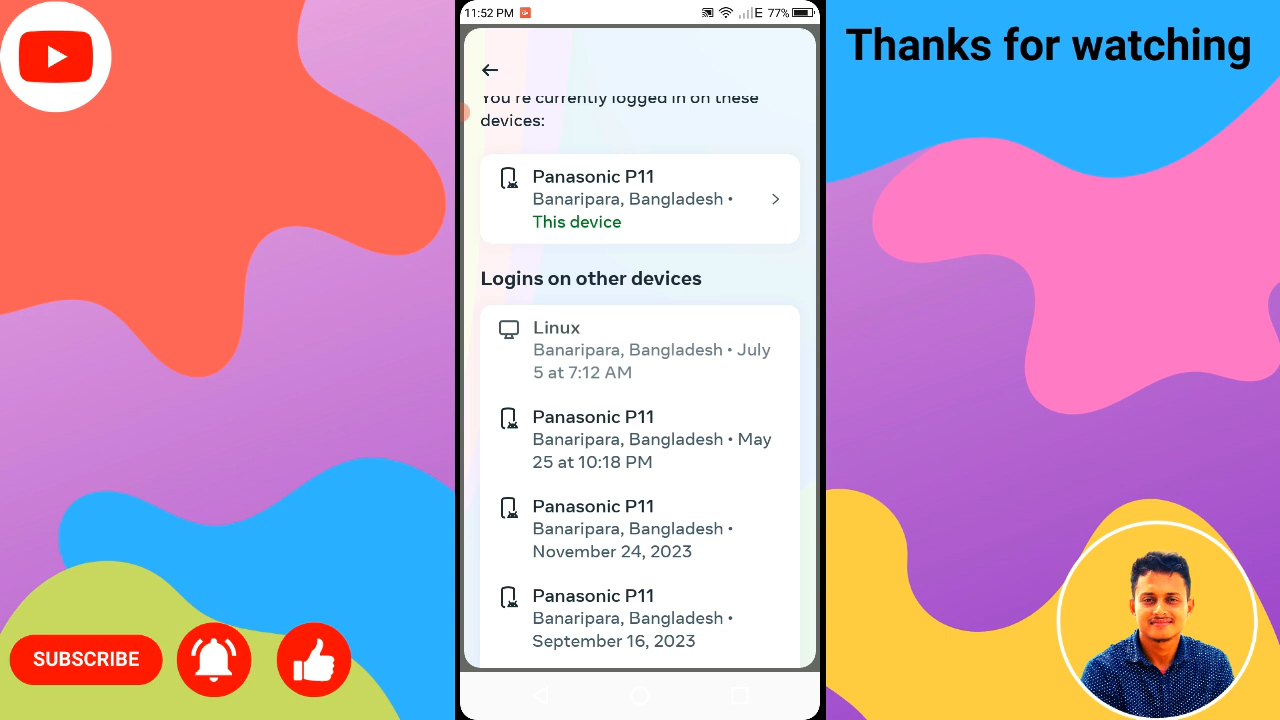 11:52 PM
E 77%
Thanks for watching
You're currently logged in on these
devices:
Panasonic P11
Banaripara, Bangladesh •
This device
Logins on other devices
Linux
Banaripara, Bangladesh • July
5 at 7:12 AM
Panasonic P11
Banaripara, Bangladesh • May
25 at 10:18 PM
Panasonic P11
Banaripara, Bangladesh •
November 24, 2023
Panasonic P11
Banaripara, Bangladesh •
September 16, 2023
SUBSCRIBE